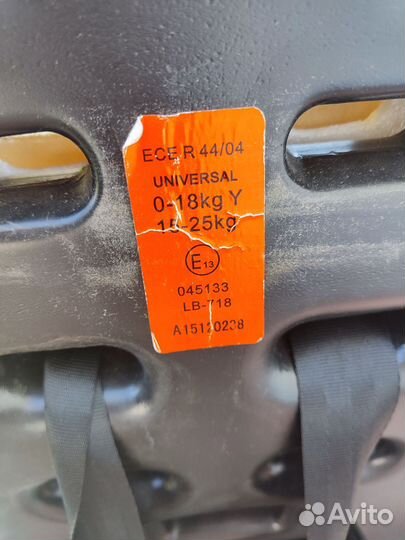 ECE R 44/04
UNIVERSAL
0-18kg Y
15-25kg
E13
045133
LB-718
A15120238
Avito